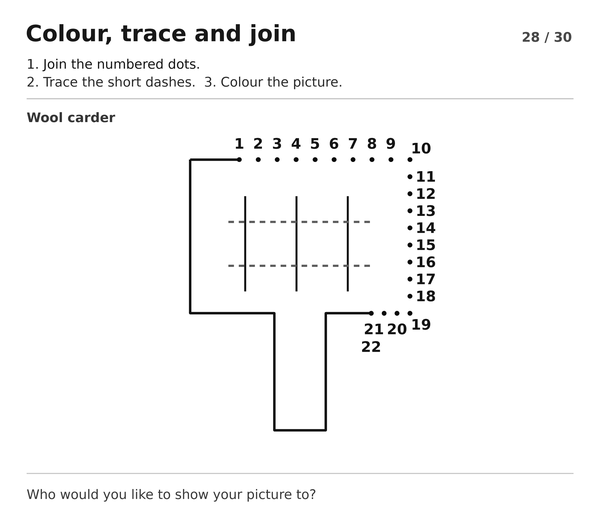 Colour, trace and join
28 / 30
1. Join the numbered dots.
2. Trace the short dashes.  3. Colour the picture.
Wool carder
1 2 3 4 5 6 7 8 9 10
11
12
13
14
15
16
17
18
21 20 19
22
Who would you like to show your picture to?